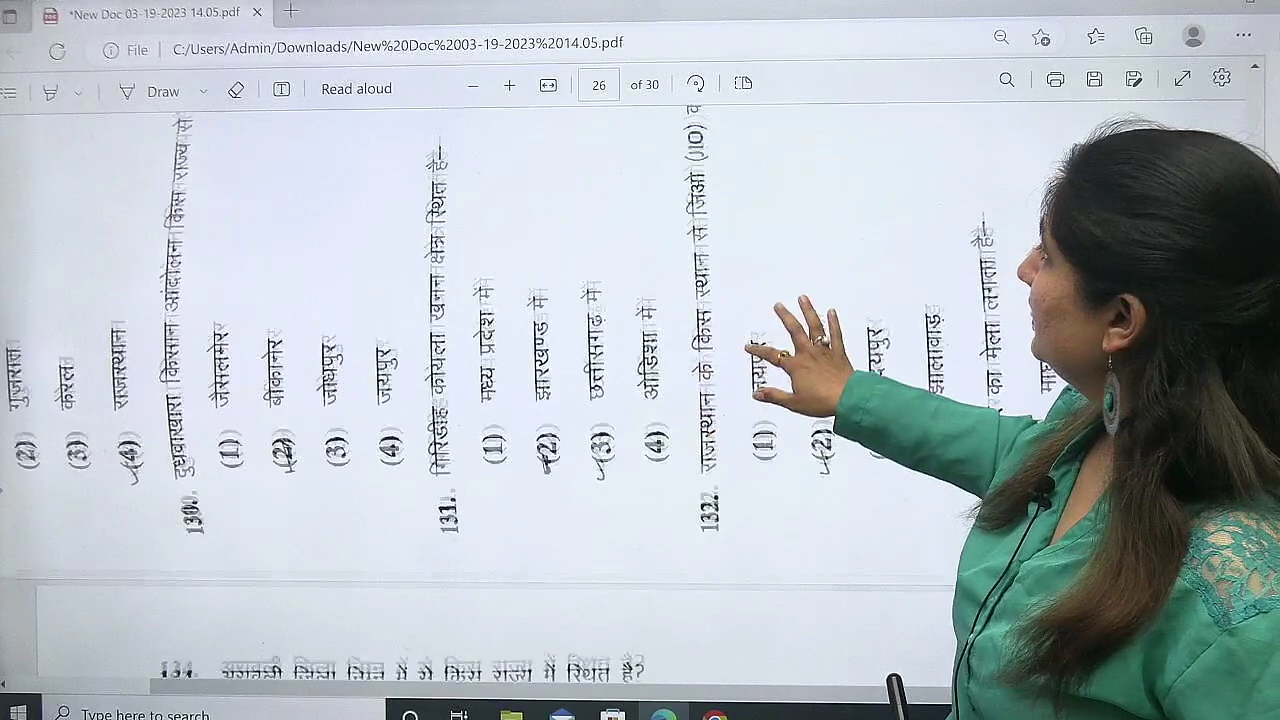 *New Doc 03-19-2023 14.05.pdf
File C:/Users/Admin/Downloads/New%20Doc%2003-19-2023%2014.05.pdf
Draw Read aloud 26 of 30
(2) गुजरात
(3) केरल
(4) राजस्थान
130. दुधवाखारा किसान आंदोलन किस राज्य से
(1) जैसलमेर
(2) बीकानेर
(3) जोधपुर
(4) जयपुर
131. गिरिडीह कोयला खनन क्षेत्र स्थित है–
(1) मध्य प्रदेश में
(2) झारखण्ड में
(3) छत्तीसगढ़ में
(4) ओडिशा में
132. राजस्थान के किस स्थान से जिओ (JIO)
(1)
(2)
झालावाड़
का मेला लगता है–
134. जिला निम्न में से किस राज्य में स्थित है?
Type here to search